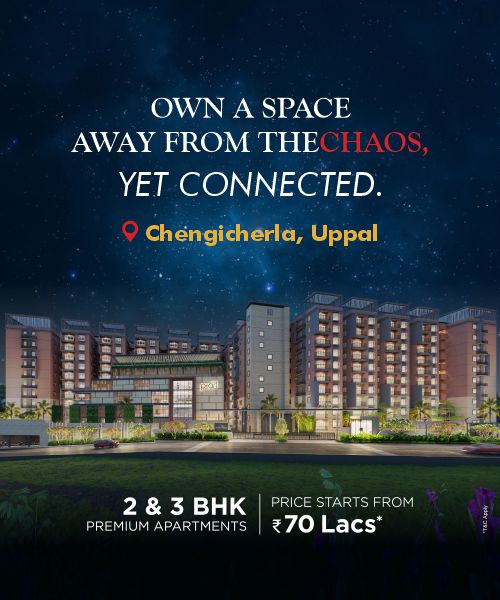 OWN A SPACE
AWAY FROM THECHAOS,
YET CONNECTED.
Chengicherla, Uppal
2 & 3 BHK
PREMIUM APARTMENTS
PRICE STARTS FROM
₹70 Lacs*
*T&C Apply